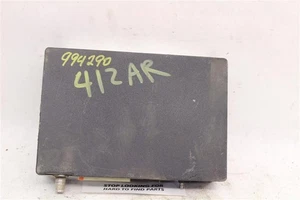 994290
412AR
STOP LOOKING FOR
HARD TO FIND PARTS